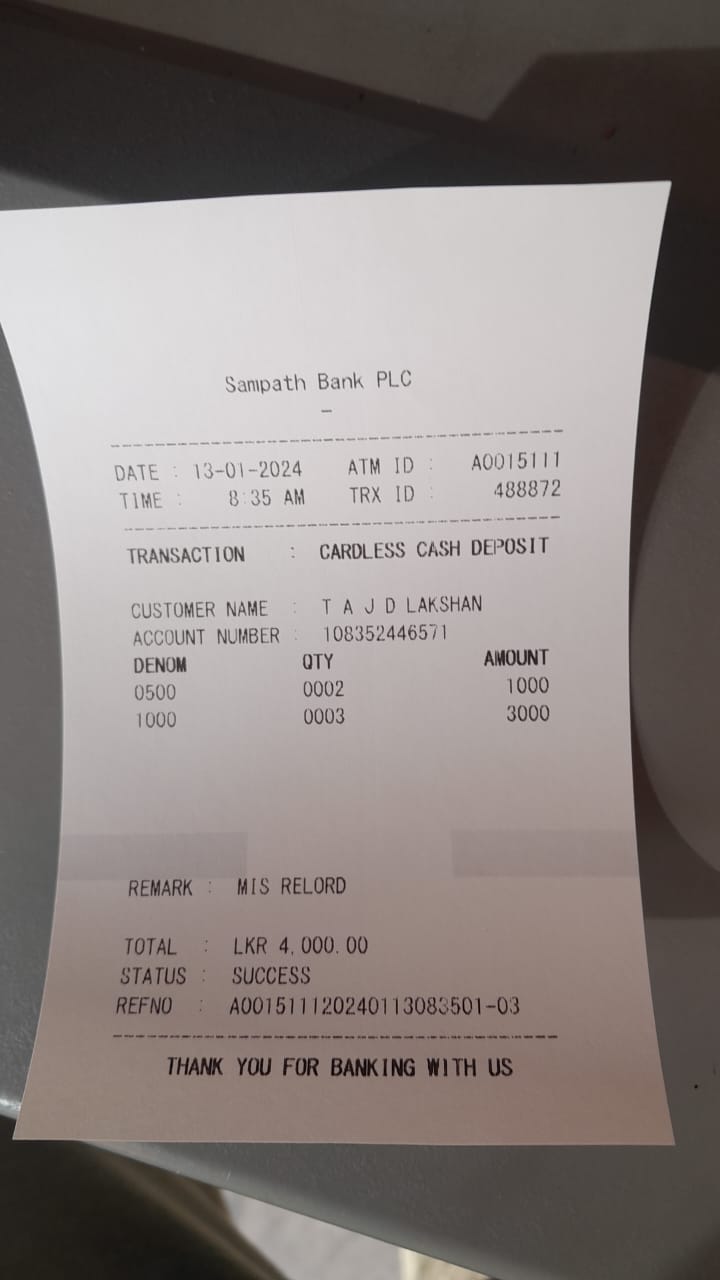 Sampath Bank PLC
DATE : 13-01-2024 ATM ID : A0015111
TIME : 8:35 AM TRX ID : 488872
TRANSACTION : CARDLESS CASH DEPOSIT
CUSTOMER NAME : T A J D LAKSHAN
ACCOUNT NUMBER : 108352446571
DENOM QTY AMOUNT
0500 0002 1000
1000 0003 3000
REMARK : MIS RELORD
TOTAL : LKR 4,000.00
STATUS : SUCCESS
REFNO : A001511120240113083501-03
THANK YOU FOR BANKING WITH US